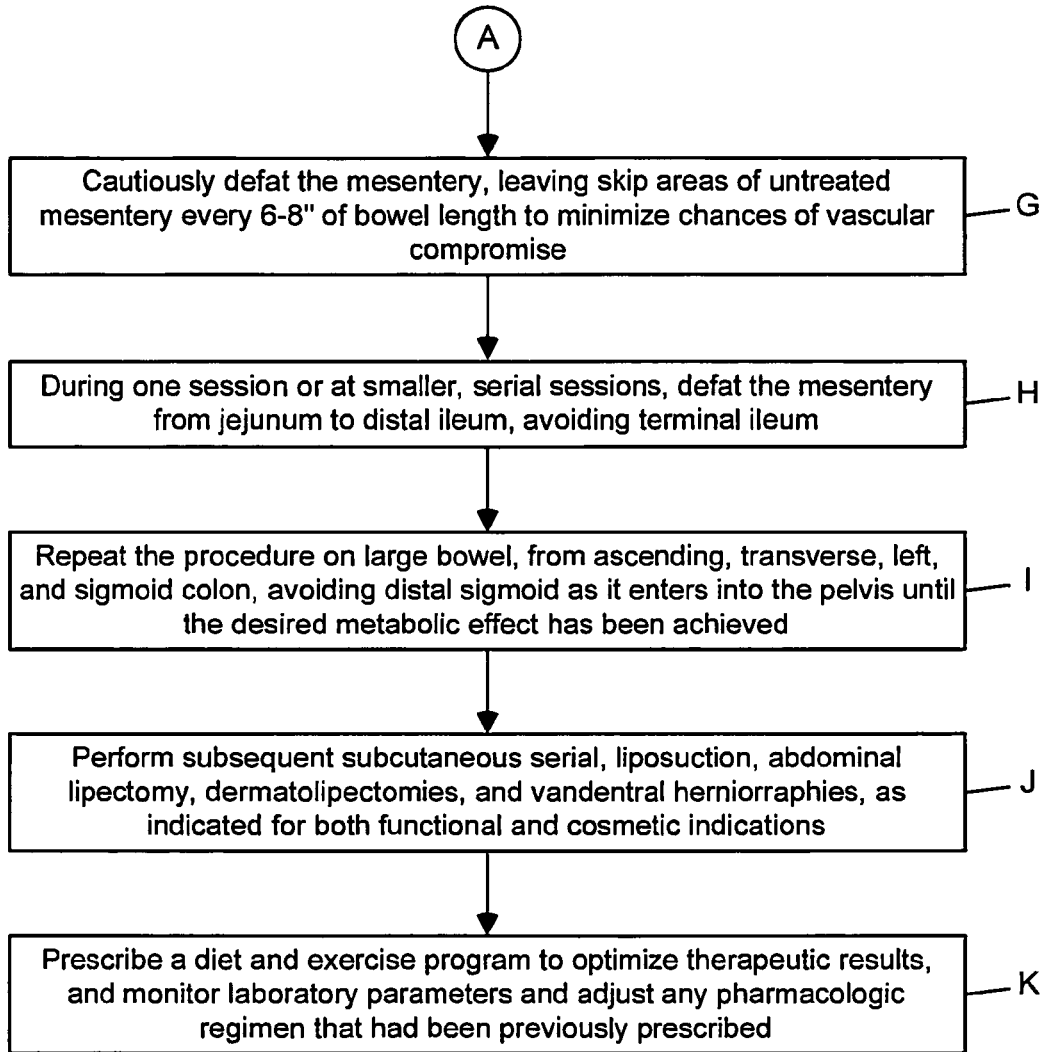 A
Cautiously defat the mesentery, leaving skip areas of untreated
mesentery every 6-8" of bowel length to minimize chances of vascular
compromise
G
During one session or at smaller, serial sessions, defat the mesentery
from jejunum to distal ileum, avoiding terminal ileum
H
Repeat the procedure on large bowel, from ascending, transverse, left,
and sigmoid colon, avoiding distal sigmoid as it enters into the pelvis until
the desired metabolic effect has been achieved
I
Perform subsequent subcutaneous serial, liposuction, abdominal
lipectomy, dermatolipectomies, and vandentral herniorraphies, as
indicated for both functional and cosmetic indications
J
Prescribe a diet and exercise program to optimize therapeutic results,
and monitor laboratory parameters and adjust any pharmacologic
regimen that had been previously prescribed
K